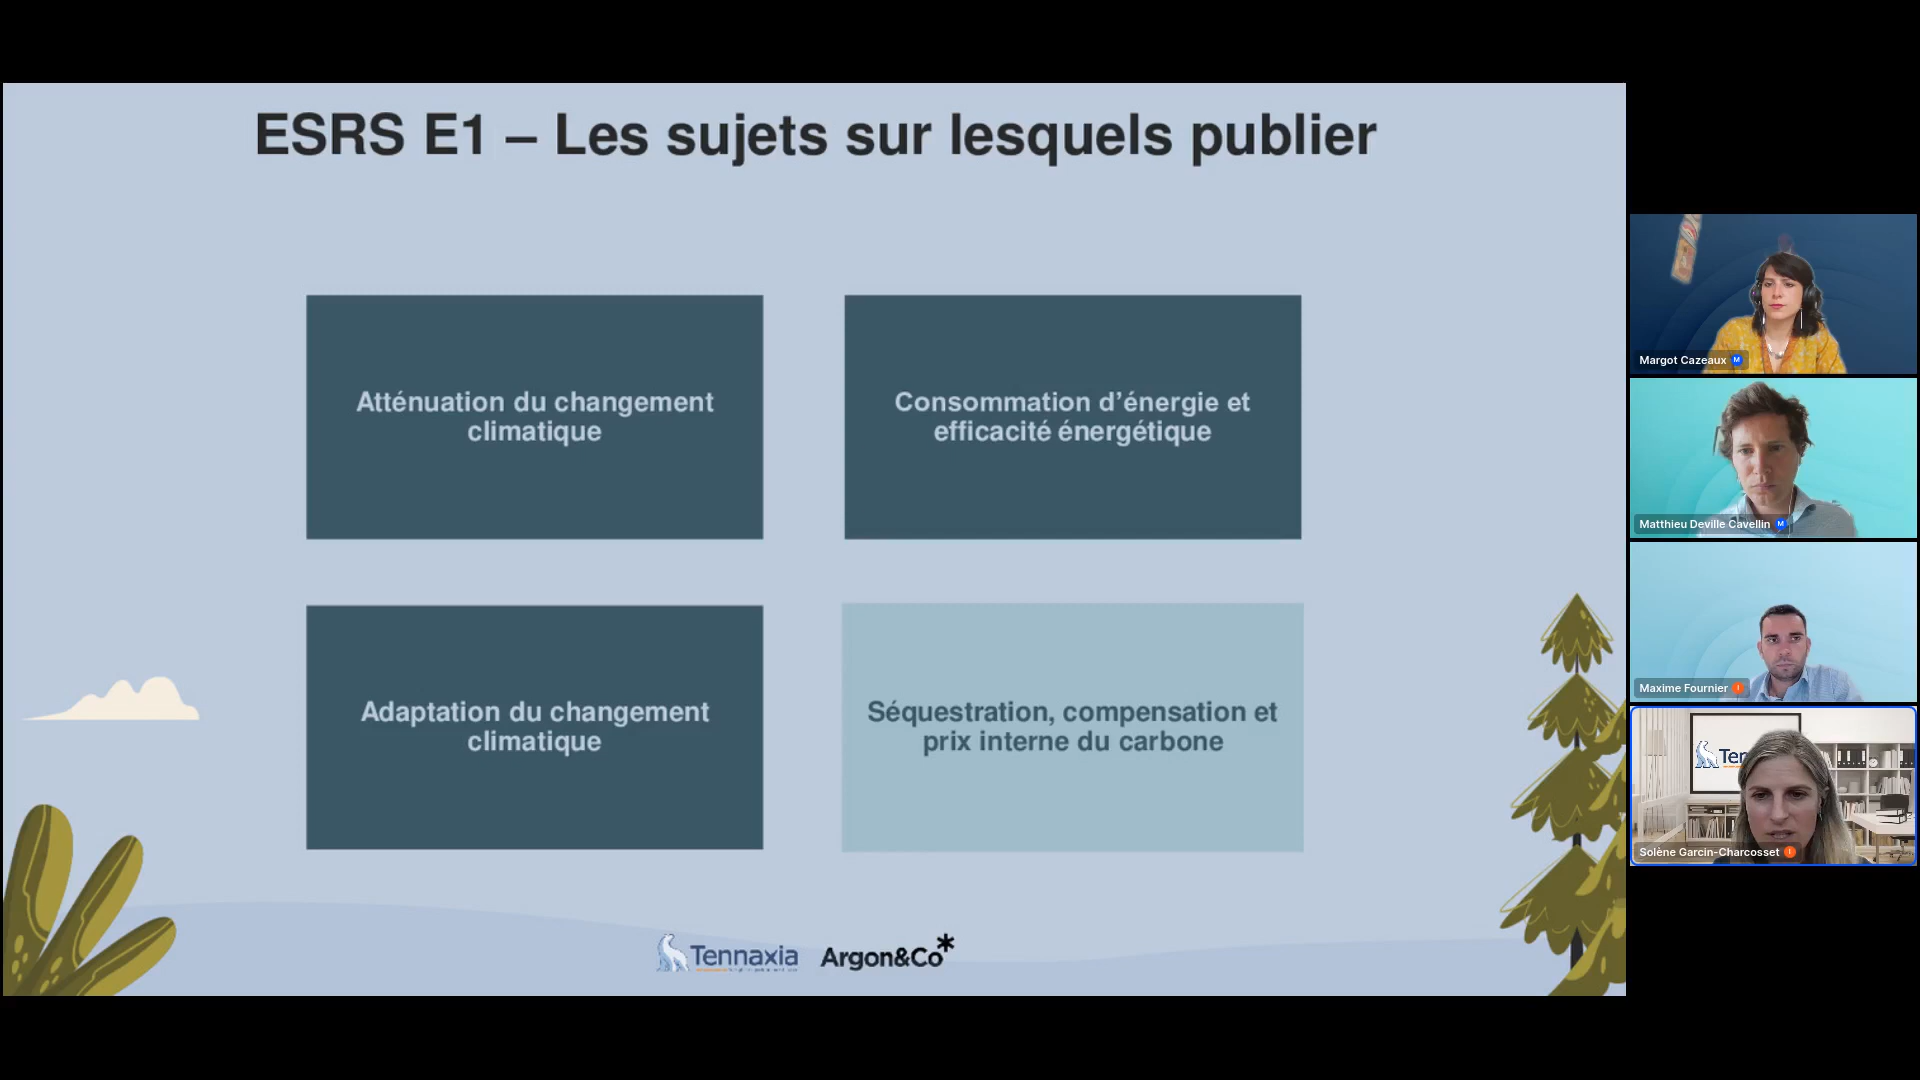 ESRS E1 – Les sujets sur lesquels publier
Atténuation du changement
climatique
Consommation d’énergie et
efficacité énergétique
Adaptation du changement
climatique
Séquestration, compensation et
prix interne du carbone
Tennaxia
Argon&Co*
Margot Cazeaux M
Matthieu Deville Cavellin M
Maxime Fournier I
Ten
Solène Garcin-Charcosset I